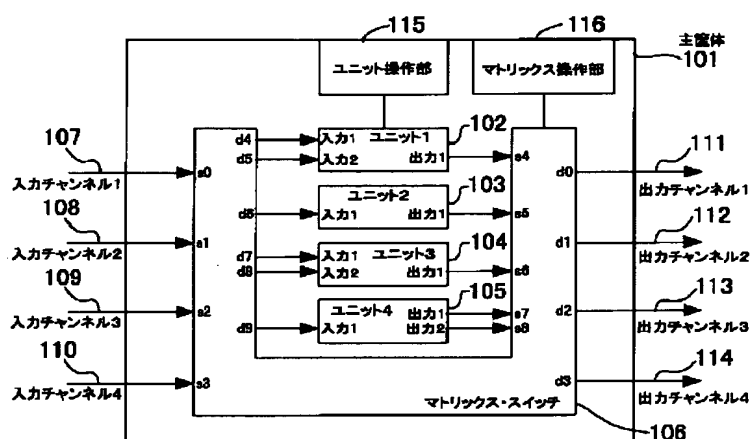 115
116
主筐体
101
ユニット操作部
マトリックス操作部
107
入力チャンネル1
s0
d4
入力1
ユニット1
102
d5
入力2
出力1
s4
d0
111
出力チャンネル1
108
入力チャンネル2
s1
d6
ユニット2
入力1
出力1
103
s5
d1
112
出力チャンネル2
109
入力チャンネル3
s2
d7
入力1
ユニット3
104
d8
入力2
出力1
s6
d2
113
出力チャンネル3
110
入力チャンネル4
s3
d9
ユニット4
入力1
出力1
出力2
105
s7
s8
d3
114
出力チャンネル4
マトリックス・スイッチ
106